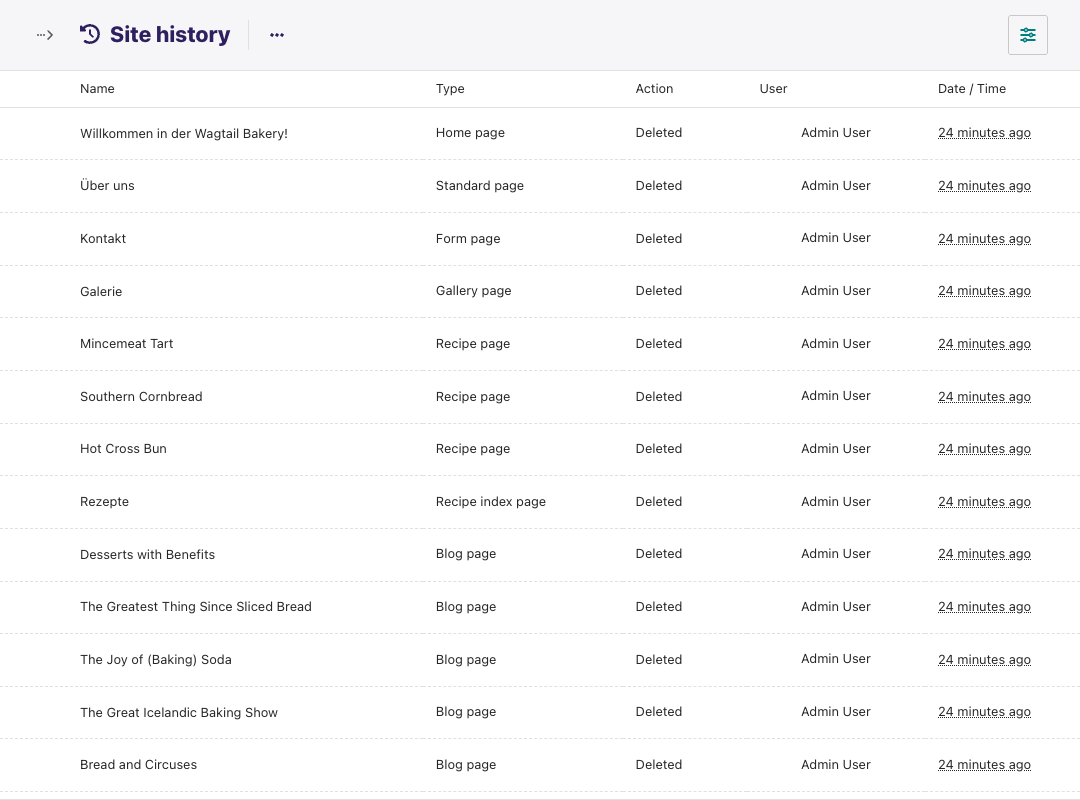 Site history
Name Type Action User Date / Time
Willkommen in der Wagtail Bakery! Home page Deleted Admin User 24 minutes ago
Über uns Standard page Deleted Admin User 24 minutes ago
Kontakt Form page Deleted Admin User 24 minutes ago
Galerie Gallery page Deleted Admin User 24 minutes ago
Mincemeat Tart Recipe page Deleted Admin User 24 minutes ago
Southern Cornbread Recipe page Deleted Admin User 24 minutes ago
Hot Cross Bun Recipe page Deleted Admin User 24 minutes ago
Rezepte Recipe index page Deleted Admin User 24 minutes ago
Desserts with Benefits Blog page Deleted Admin User 24 minutes ago
The Greatest Thing Since Sliced Bread Blog page Deleted Admin User 24 minutes ago
The Joy of (Baking) Soda Blog page Deleted Admin User 24 minutes ago
The Great Icelandic Baking Show Blog page Deleted Admin User 24 minutes ago
Bread and Circuses Blog page Deleted Admin User 24 minutes ago